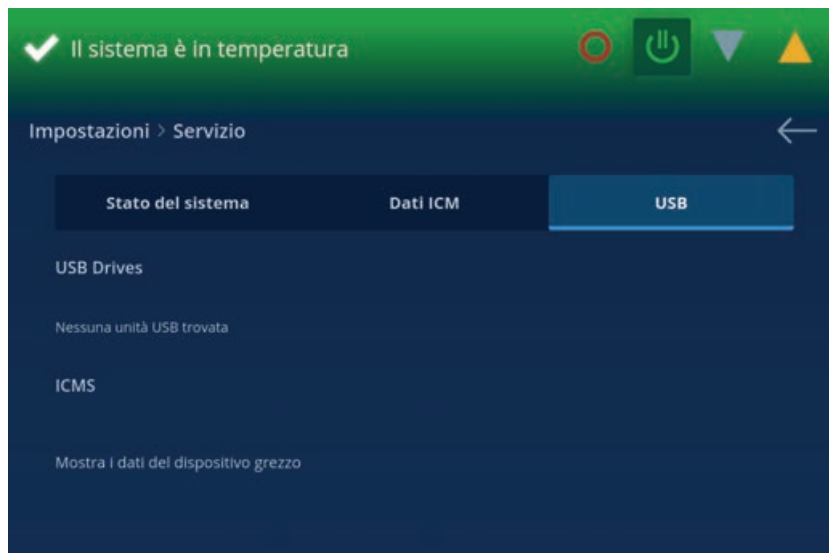 Il sistema è in temperatura
Impostazioni > Servizio
Stato del sistema
Dati ICM
USB
USB Drives
Nessuna unità USB trovata
ICMS
Mostra i dati del dispositivo grezzo